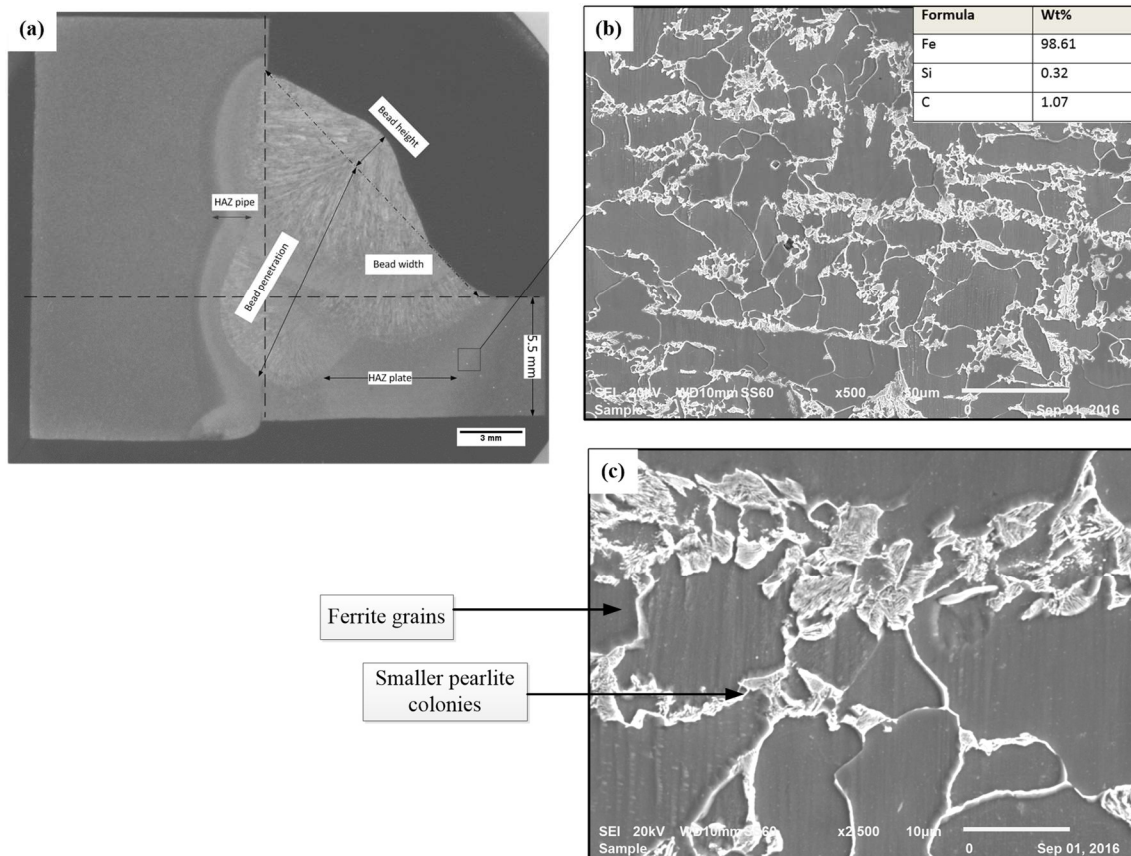 (a)
Bead height
HAZ pipe
Bead penetration
Bead width
HAZ plate
5.5 mm
3 mm
(b)
Formula Wt%
Fe 98.61
Si 0.32
C 1.07
SEI 20kV WD10mm SS60 x500 50µm
Sample 0 Sep 01, 2016
(c)
Ferrite grains
Smaller pearlite
colonies
SEI 20kV WD10mm SS60 x2,500 10µm
Sample 0 Sep 01, 2016